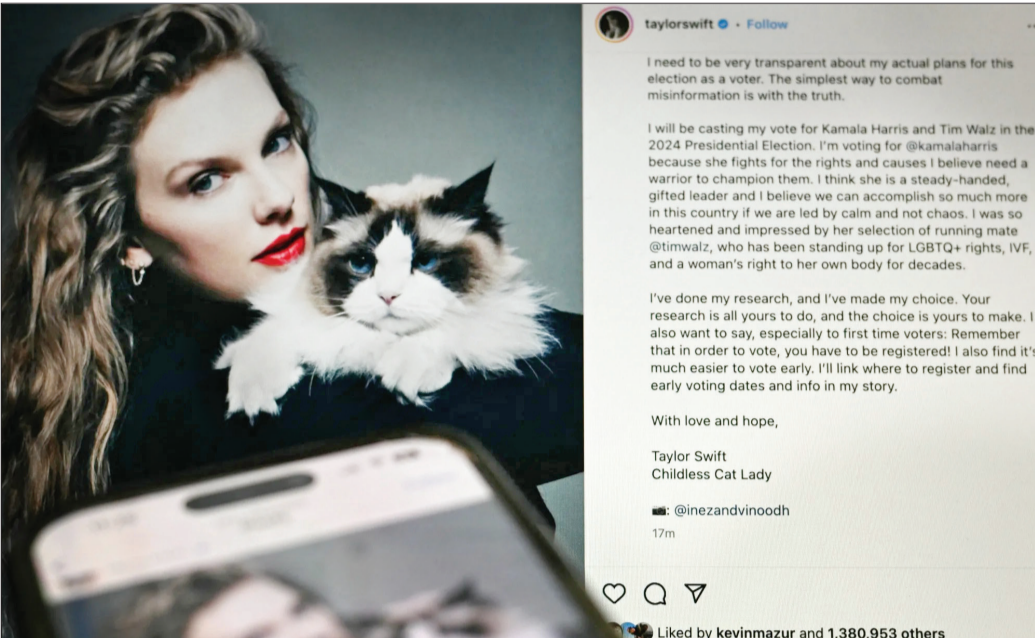 taylorswift • Follow
I need to be very transparent about my actual plans for this
election as a voter. The simplest way to combat
misinformation is with the truth.
I will be casting my vote for Kamala Harris and Tim Walz in the
2024 Presidential Election. I'm voting for @kamalaharris
because she fights for the rights and causes I believe need a
warrior to champion them. I think she is a steady-handed,
gifted leader and I believe we can accomplish so much more
in this country if we are led by calm and not chaos. I was so
heartened and impressed by her selection of running mate
@timwalz, who has been standing up for LGBTQ+ rights, IVF,
and a woman's right to her own body for decades.
I've done my research, and I've made my choice. Your
research is all yours to do, and the choice is yours to make. I
also want to say, especially to first time voters: Remember
that in order to vote, you have to be registered! I also find it's
much easier to vote early. I'll link where to register and find
early voting dates and info in my story.
With love and hope,
Taylor Swift
Childless Cat Lady
📷: @inezandvinoodh
17m
Liked by kevinmazur and 1,380,953 others